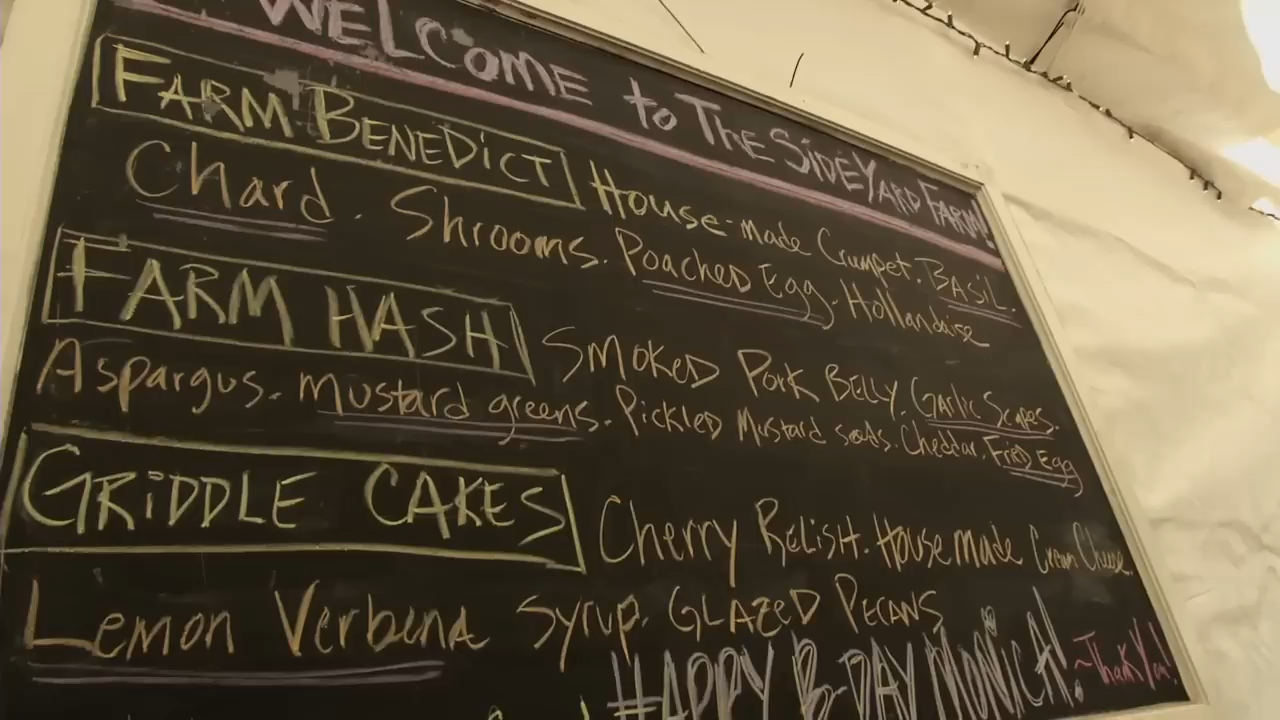 WELCOME to THE SIDEYARD FARM!
FARM BENEDICT House-made Crumpet. BASIL.
Chard. Shrooms. Poached Egg. Hollandaise
FARM HASH SMOKED PORK BELLY. GARLIC SCAPES.
Aspargus. Mustard greens. Pickled Mustard seeds. Cheddar. FRIED Egg
GRIDDLE CAKES Cherry RELISH. House made Cream Cheese.
Lemon Verbena Syrup. GLAZED PECANS
HAPPY B-DAY MONICA! ~Thank You!